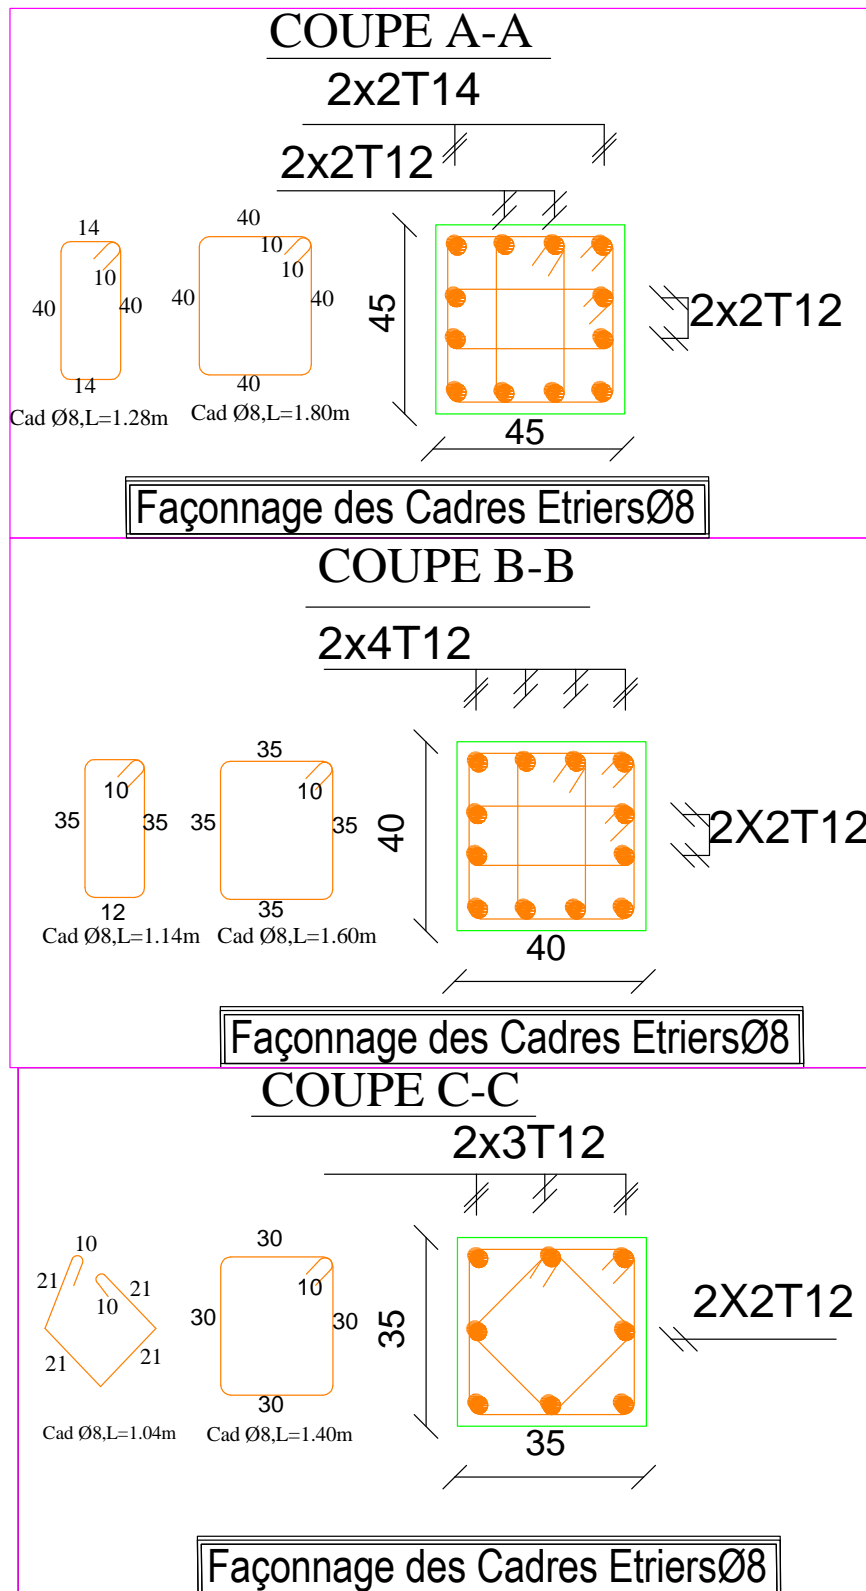 COUPE A-A
2x2T14
2x2T12
14
10
40
40
14
Cad Ø8,L=1.28m
40
10
10
40
40
40
Cad Ø8,L=1.80m
45
45
2x2T12
Façonnage des Cadres EtriersØ8
COUPE B-B
2x4T12
10
35
35
12
Cad Ø8,L=1.14m
35
10
35
35
35
Cad Ø8,L=1.60m
40
40
2X2T12
Façonnage des Cadres EtriersØ8
COUPE C-C
2x3T12
10
21
21
10
21
21
Cad Ø8,L=1.04m
30
10
30
30
30
Cad Ø8,L=1.40m
35
35
2X2T12
Façonnage des Cadres EtriersØ8